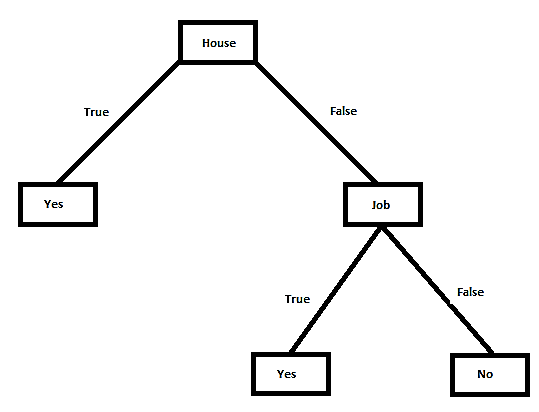 House
True
False
Yes
Job
True
False
Yes
No